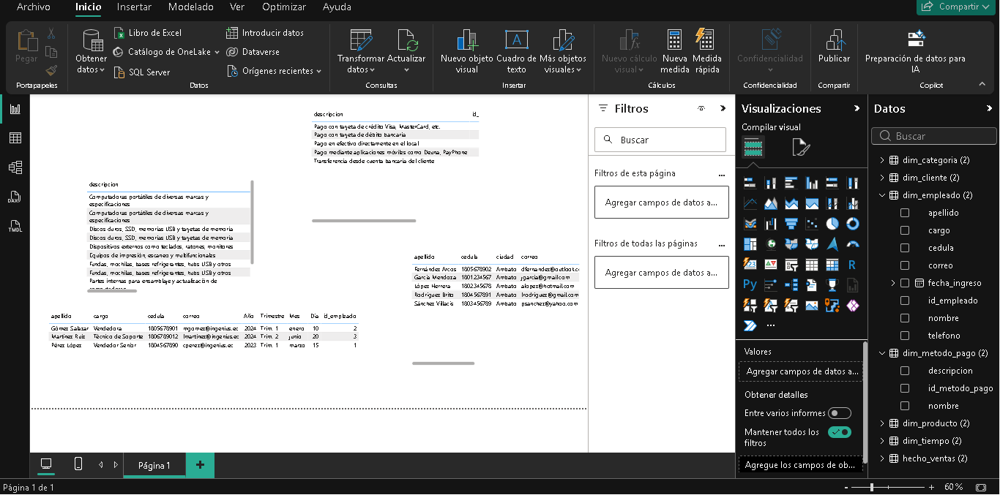 Archivo Inicio Insertar Modelado Ver Optimizar Ayuda Compartir
Pegar
Portapapeles
Obtener datos
Libro de Excel
Catálogo de OneLake
SQL Server
Introducir datos
Dataverse
Orígenes recientes
Datos
Transformar datos
Actualizar
Consultas
Nuevo objeto visual
Cuadro de texto
Más objetos visuales
Insertar
Nuevo cálculo visual
Nueva medida
Medida rápida
Cálculos
Confidencialidad
Confidencialidad
Publicar
Compartir
Preparación de datos para IA
Copilot
descripcion id_
Pago con tarjeta de crédito Visa, MasterCard, etc.
Pago con tarjeta de débito bancaria
Pago en efectivo directamente en el local
Pago mediante aplicaciones móviles como Deuna, PayPhone
Transferencia desde cuenta bancaria del cliente
descripcion
Computadoras portátiles de diversas marcas y
especificaciones
Computadoras portátiles de diversas marcas y
especificaciones
Discos duros, SSD, memorias USB y tarjetas de memoria
Discos duros, SSD, memorias USB y tarjetas de memoria
Dispositivos externos como teclados, ratones, monitores
Equipos de impresión, escaneo y multifuncionales
Fundas, mochilas, bases refrigerantes, hubs USB y otros
Fundas, mochilas, bases refrigerantes, hubs USB y otros
Partes internas para ensamblaje y actualización de
computadoras
apellido cedula ciudad correo
Fernández Arcos 1805678902 Ambato dfernandez@outlook.c
García Mendoza 1801234567 Ambato jgarcia@gmail.com
López Herrera 1802345678 Ambato alopez@hotmail.com
Rodríguez Brito 1804567891 Ambato lrodriguez@gmail.com
Sánchez Villacís 1803456789 Ambato psanchez@yahoo.com
apellido cargo cedula correo Año Trimestre Mes Día id_empleado
Gómez Salazar Vendedora 1805678901 mgomez@ingenius.ec 2024 Trim. 1 enero 10 2
Martínez Ruiz Técnico de Soporte 1806789012 lmartinez@ingenius.ec 2024 Trim. 2 junio 20 3
Pérez López Vendedor Senior 1804567890 cperez@ingenius.ec 2023 Trim. 1 marzo 15 1
Filtros
Buscar
Filtros de esta página ...
Agregar campos de datos a...
Filtros de todas las páginas ...
Agregar campos de datos a...
Visualizaciones
Compilar visual
123
R
Py
...
Valores
Agregar campos de datos a...
Obtener detalles
Entre varios informes
Mantener todos los
filtros
Agregue los campos de ob...
Datos
Buscar
dim_categoria (2)
dim_cliente (2)
dim_empleado (2)
apellido
cargo
cedula
correo
fecha_ingreso
id_empleado
nombre
telefono
dim_metodo_pago (2)
descripcion
id_metodo_pago
nombre
dim_producto (2)
dim_tiempo (2)
hecho_ventas (2)
DAX
TMDL
Página 1 +
Página 1 de 1 - + 60 %